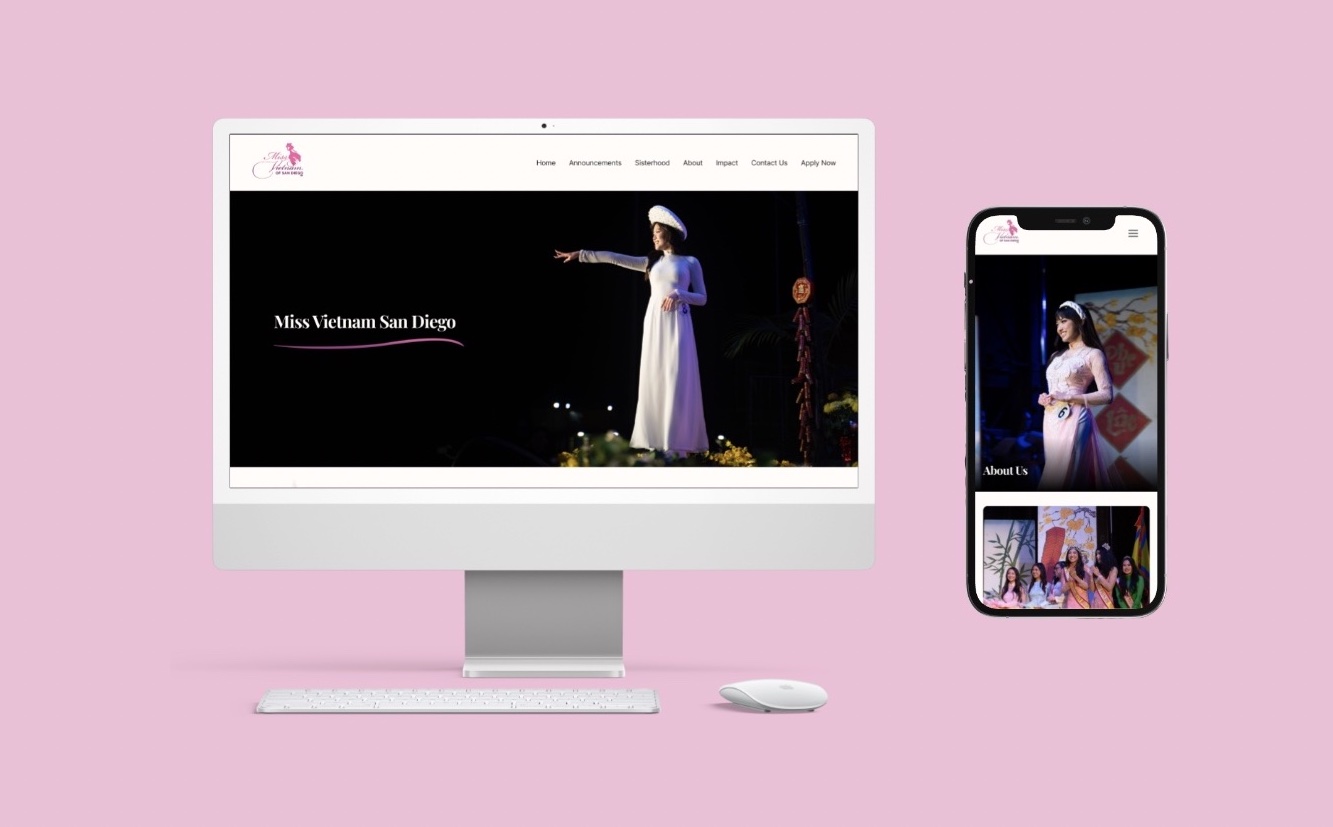 Miss
Vietnam
OF SAN DIEGO
Home Announcements Sisterhood About Impact Contact Us Apply Now
Miss Vietnam San Diego
Miss
Vietnam
OF SAN DIEGO
6
About Us